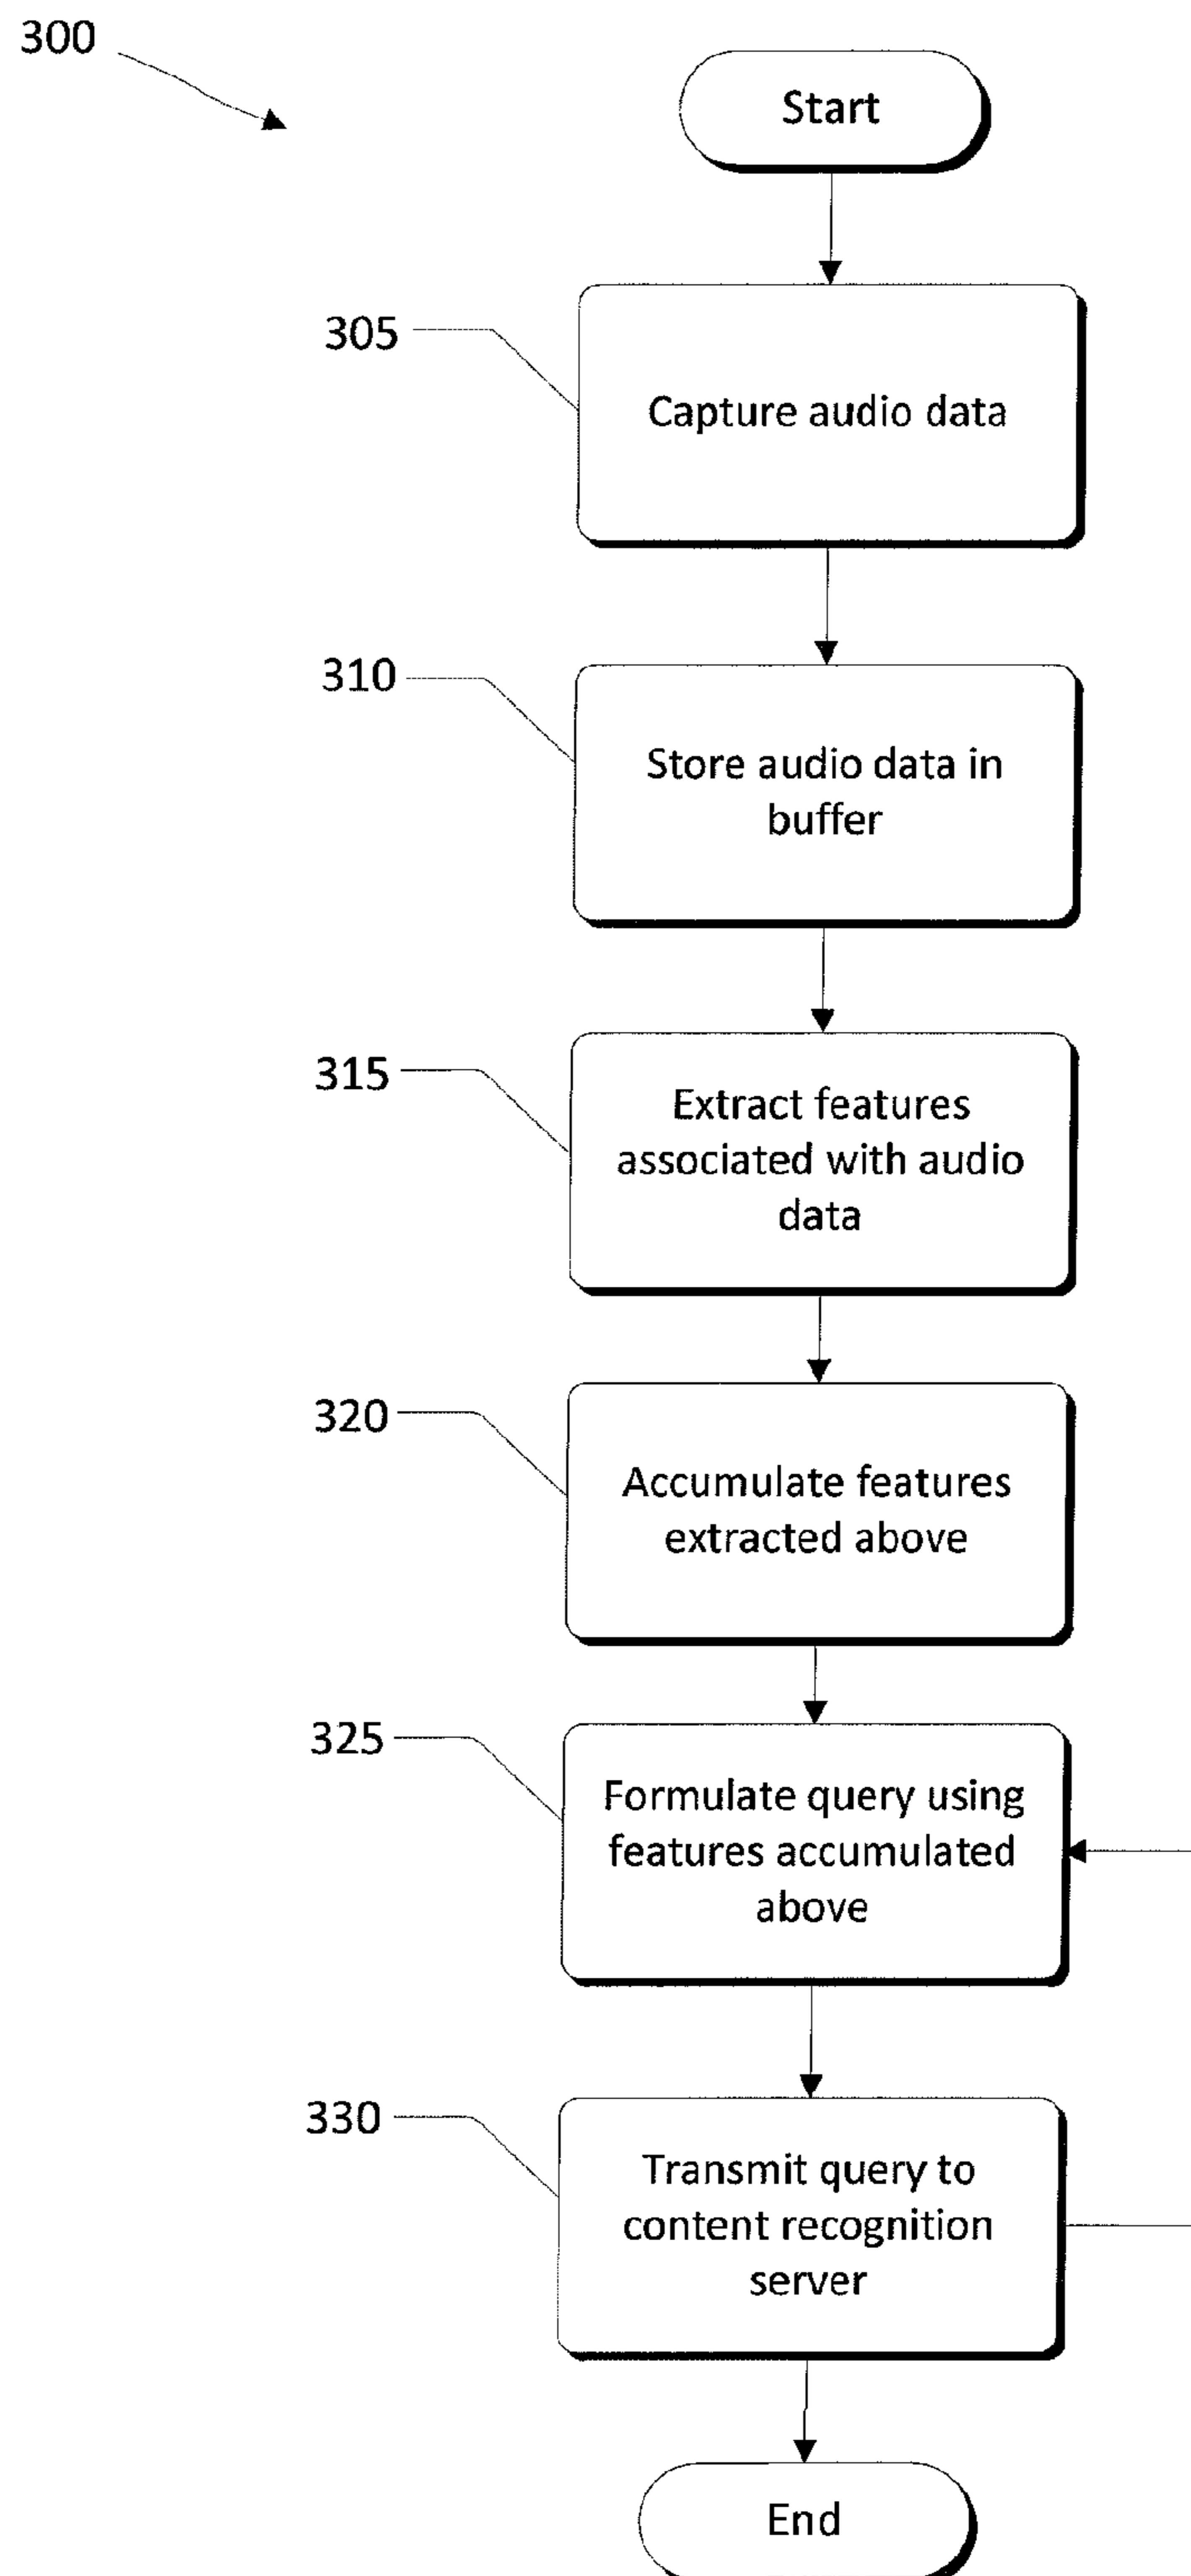 300
Start
305
Capture audio data
310
Store audio data in
buffer
315
Extract features
associated with audio
data
320
Accumulate features
extracted above
325
Formulate query using
features accumulated
above
330
Transmit query to
content recognition
server
End